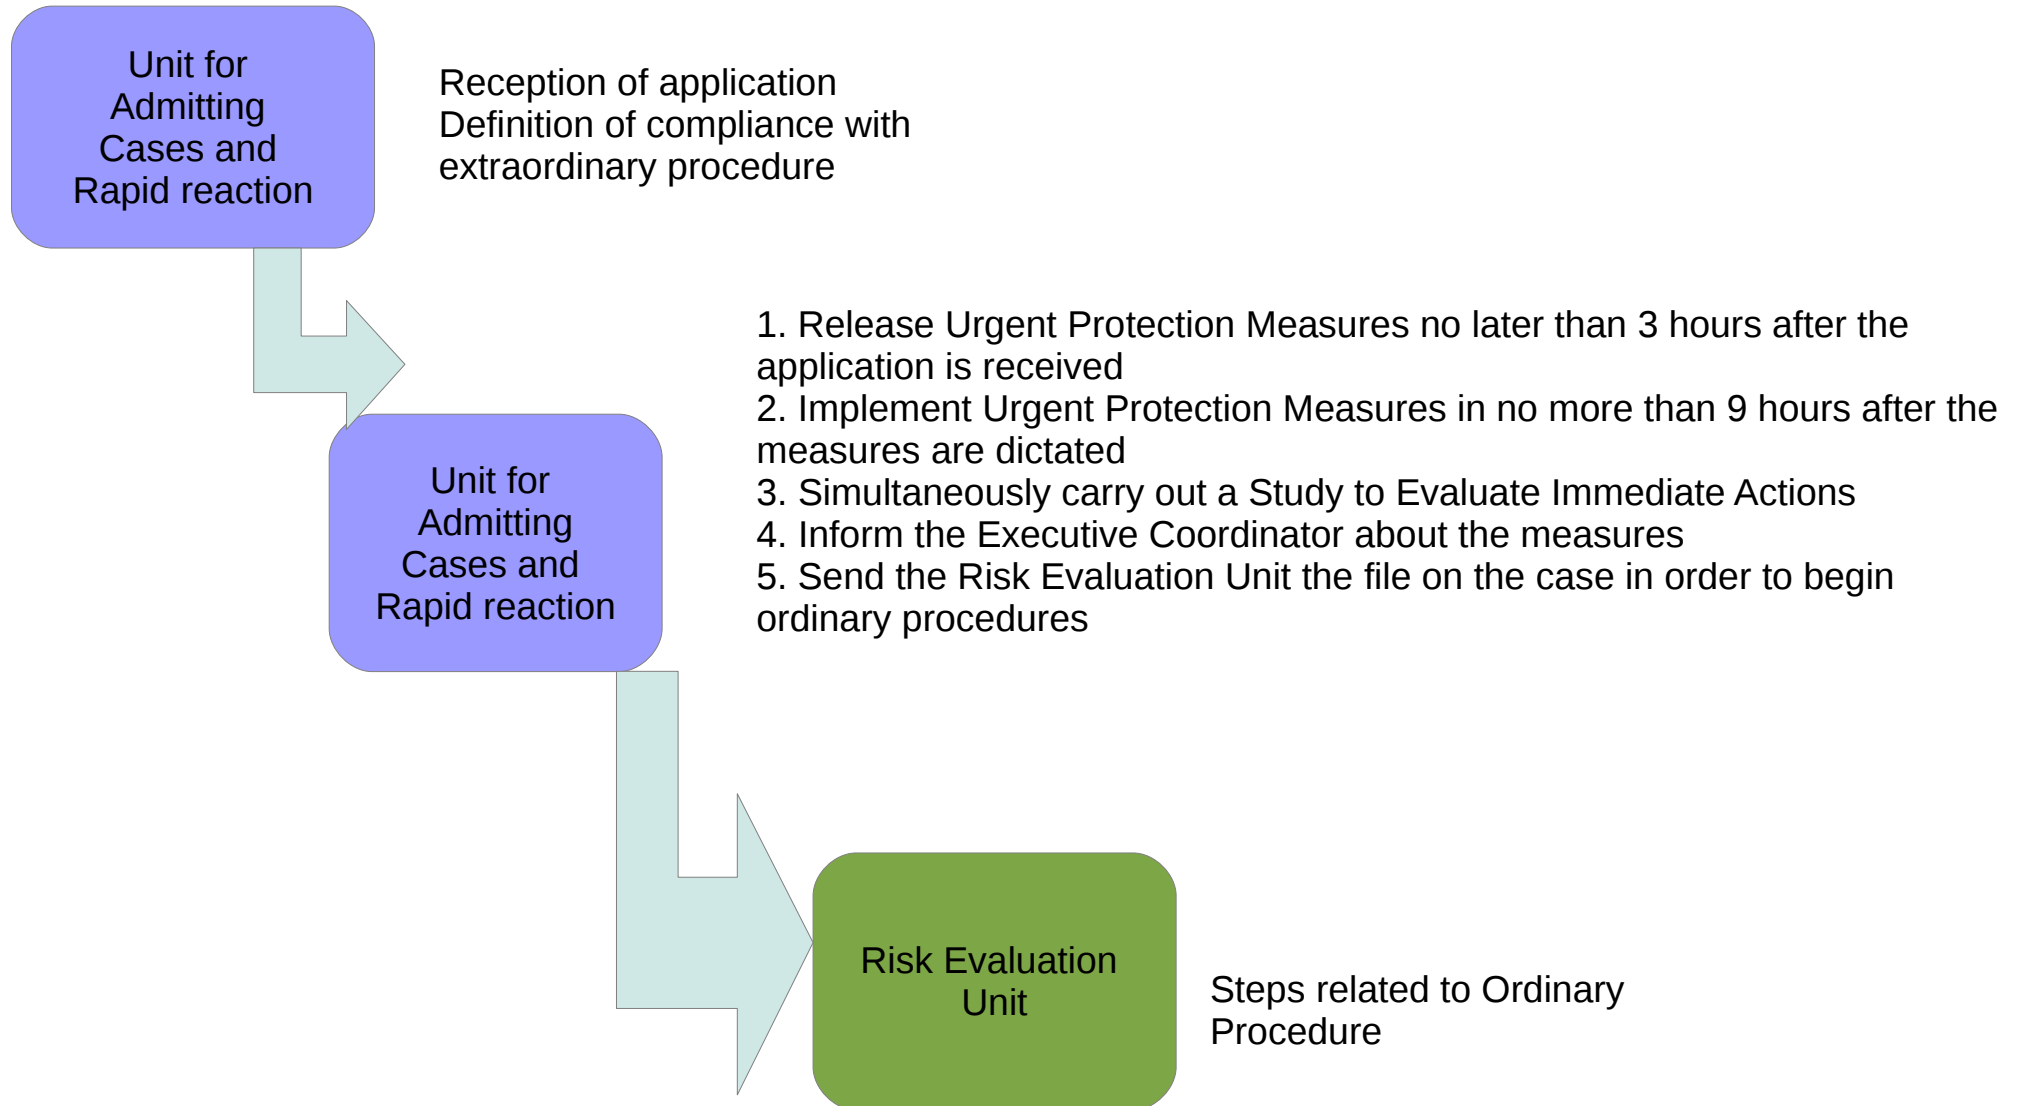 Unit for
Admitting
Cases and
Rapid reaction
Reception of application
Definition of compliance with
extraordinary procedure
1. Release Urgent Protection Measures no later than 3 hours after the
application is received
2. Implement Urgent Protection Measures in no more than 9 hours after the
measures are dictated
3. Simultaneously carry out a Study to Evaluate Immediate Actions
4. Inform the Executive Coordinator about the measures
5. Send the Risk Evaluation Unit the file on the case in order to begin
ordinary procedures
Unit for
Admitting
Cases and
Rapid reaction
Risk Evaluation
Unit
Steps related to Ordinary
Procedure